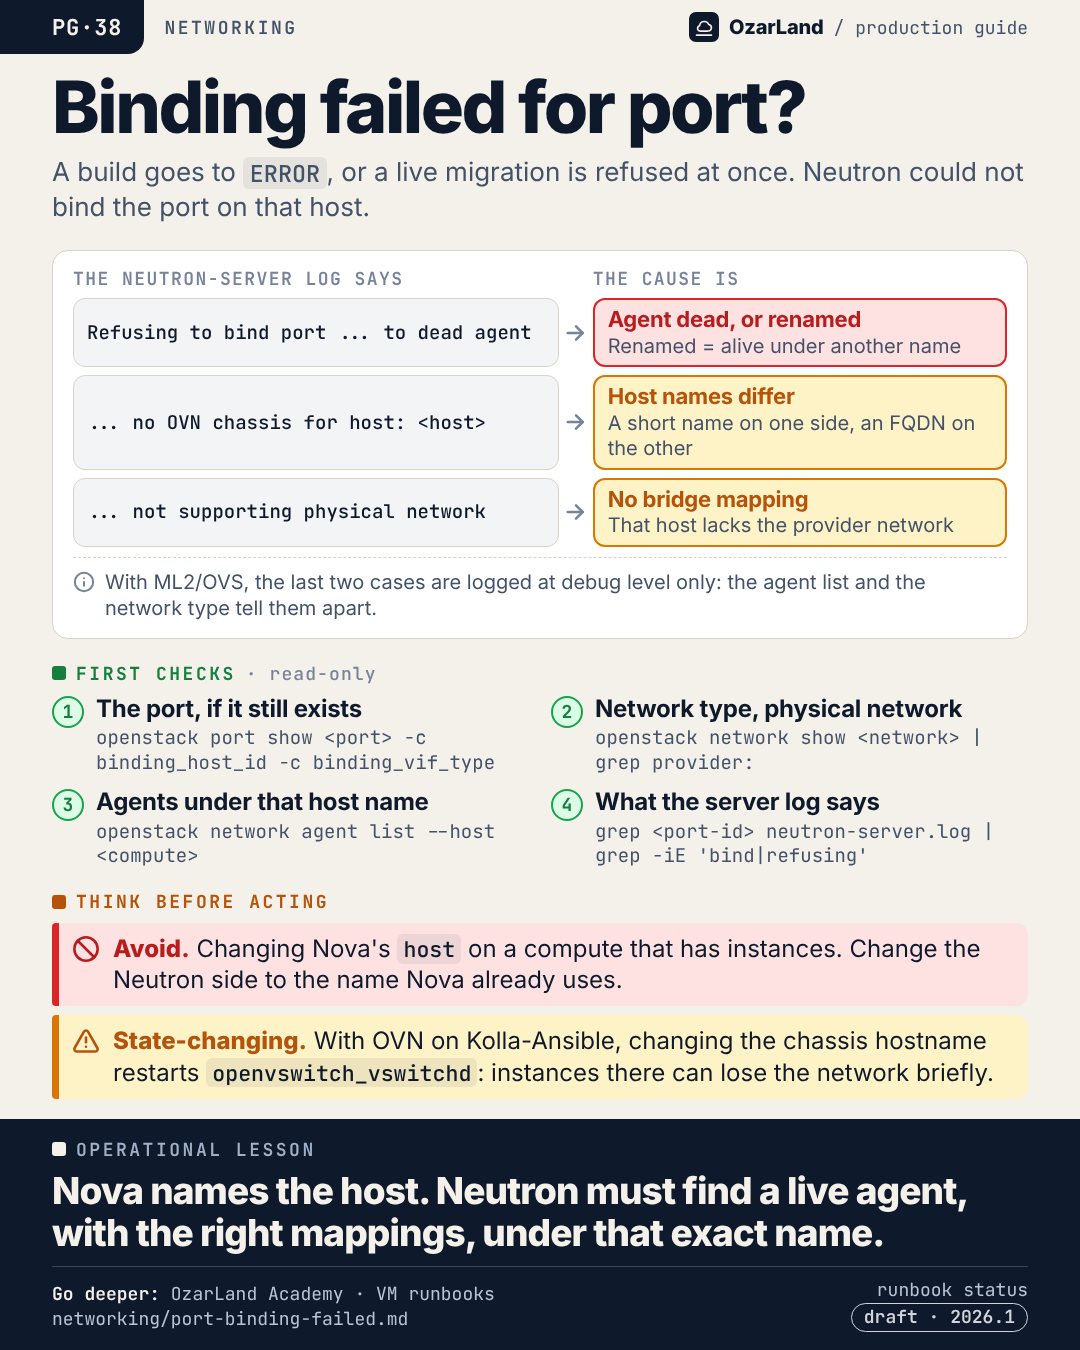 PG·38
NETWORKING
OzarLand / production guide
Binding failed for port?
A build goes to ERROR, or a live migration is refused at once. Neutron could not
bind the port on that host.
THE NEUTRON-SERVER LOG SAYS
THE CAUSE IS
Refusing to bind port ... to dead agent
→
Agent dead, or renamed
Renamed = alive under another name
... no OVN chassis for host: <host>
→
Host names differ
A short name on one side, an FQDN on
the other
... not supporting physical network
→
No bridge mapping
That host lacks the provider network
With ML2/OVS, the last two cases are logged at debug level only: the agent list and the
network type tell them apart.
FIRST CHECKS · read-only
1 The port, if it still exists
openstack port show <port> -c
binding_host_id -c binding_vif_type
2 Network type, physical network
openstack network show <network> |
grep provider:
3 Agents under that host name
openstack network agent list --host
<compute>
4 What the server log says
grep <port-id> neutron-server.log |
grep -iE 'bind|refusing'
THINK BEFORE ACTING
Avoid. Changing Nova's host on a compute that has instances. Change the
Neutron side to the name Nova already uses.
State-changing. With OVN on Kolla-Ansible, changing the chassis hostname
restarts openvswitch_vswitchd: instances there can lose the network briefly.
OPERATIONAL LESSON
Nova names the host. Neutron must find a live agent,
with the right mappings, under that exact name.
Go deeper: OzarLand Academy · VM runbooks
networking/port-binding-failed.md
runbook status
draft · 2026.1